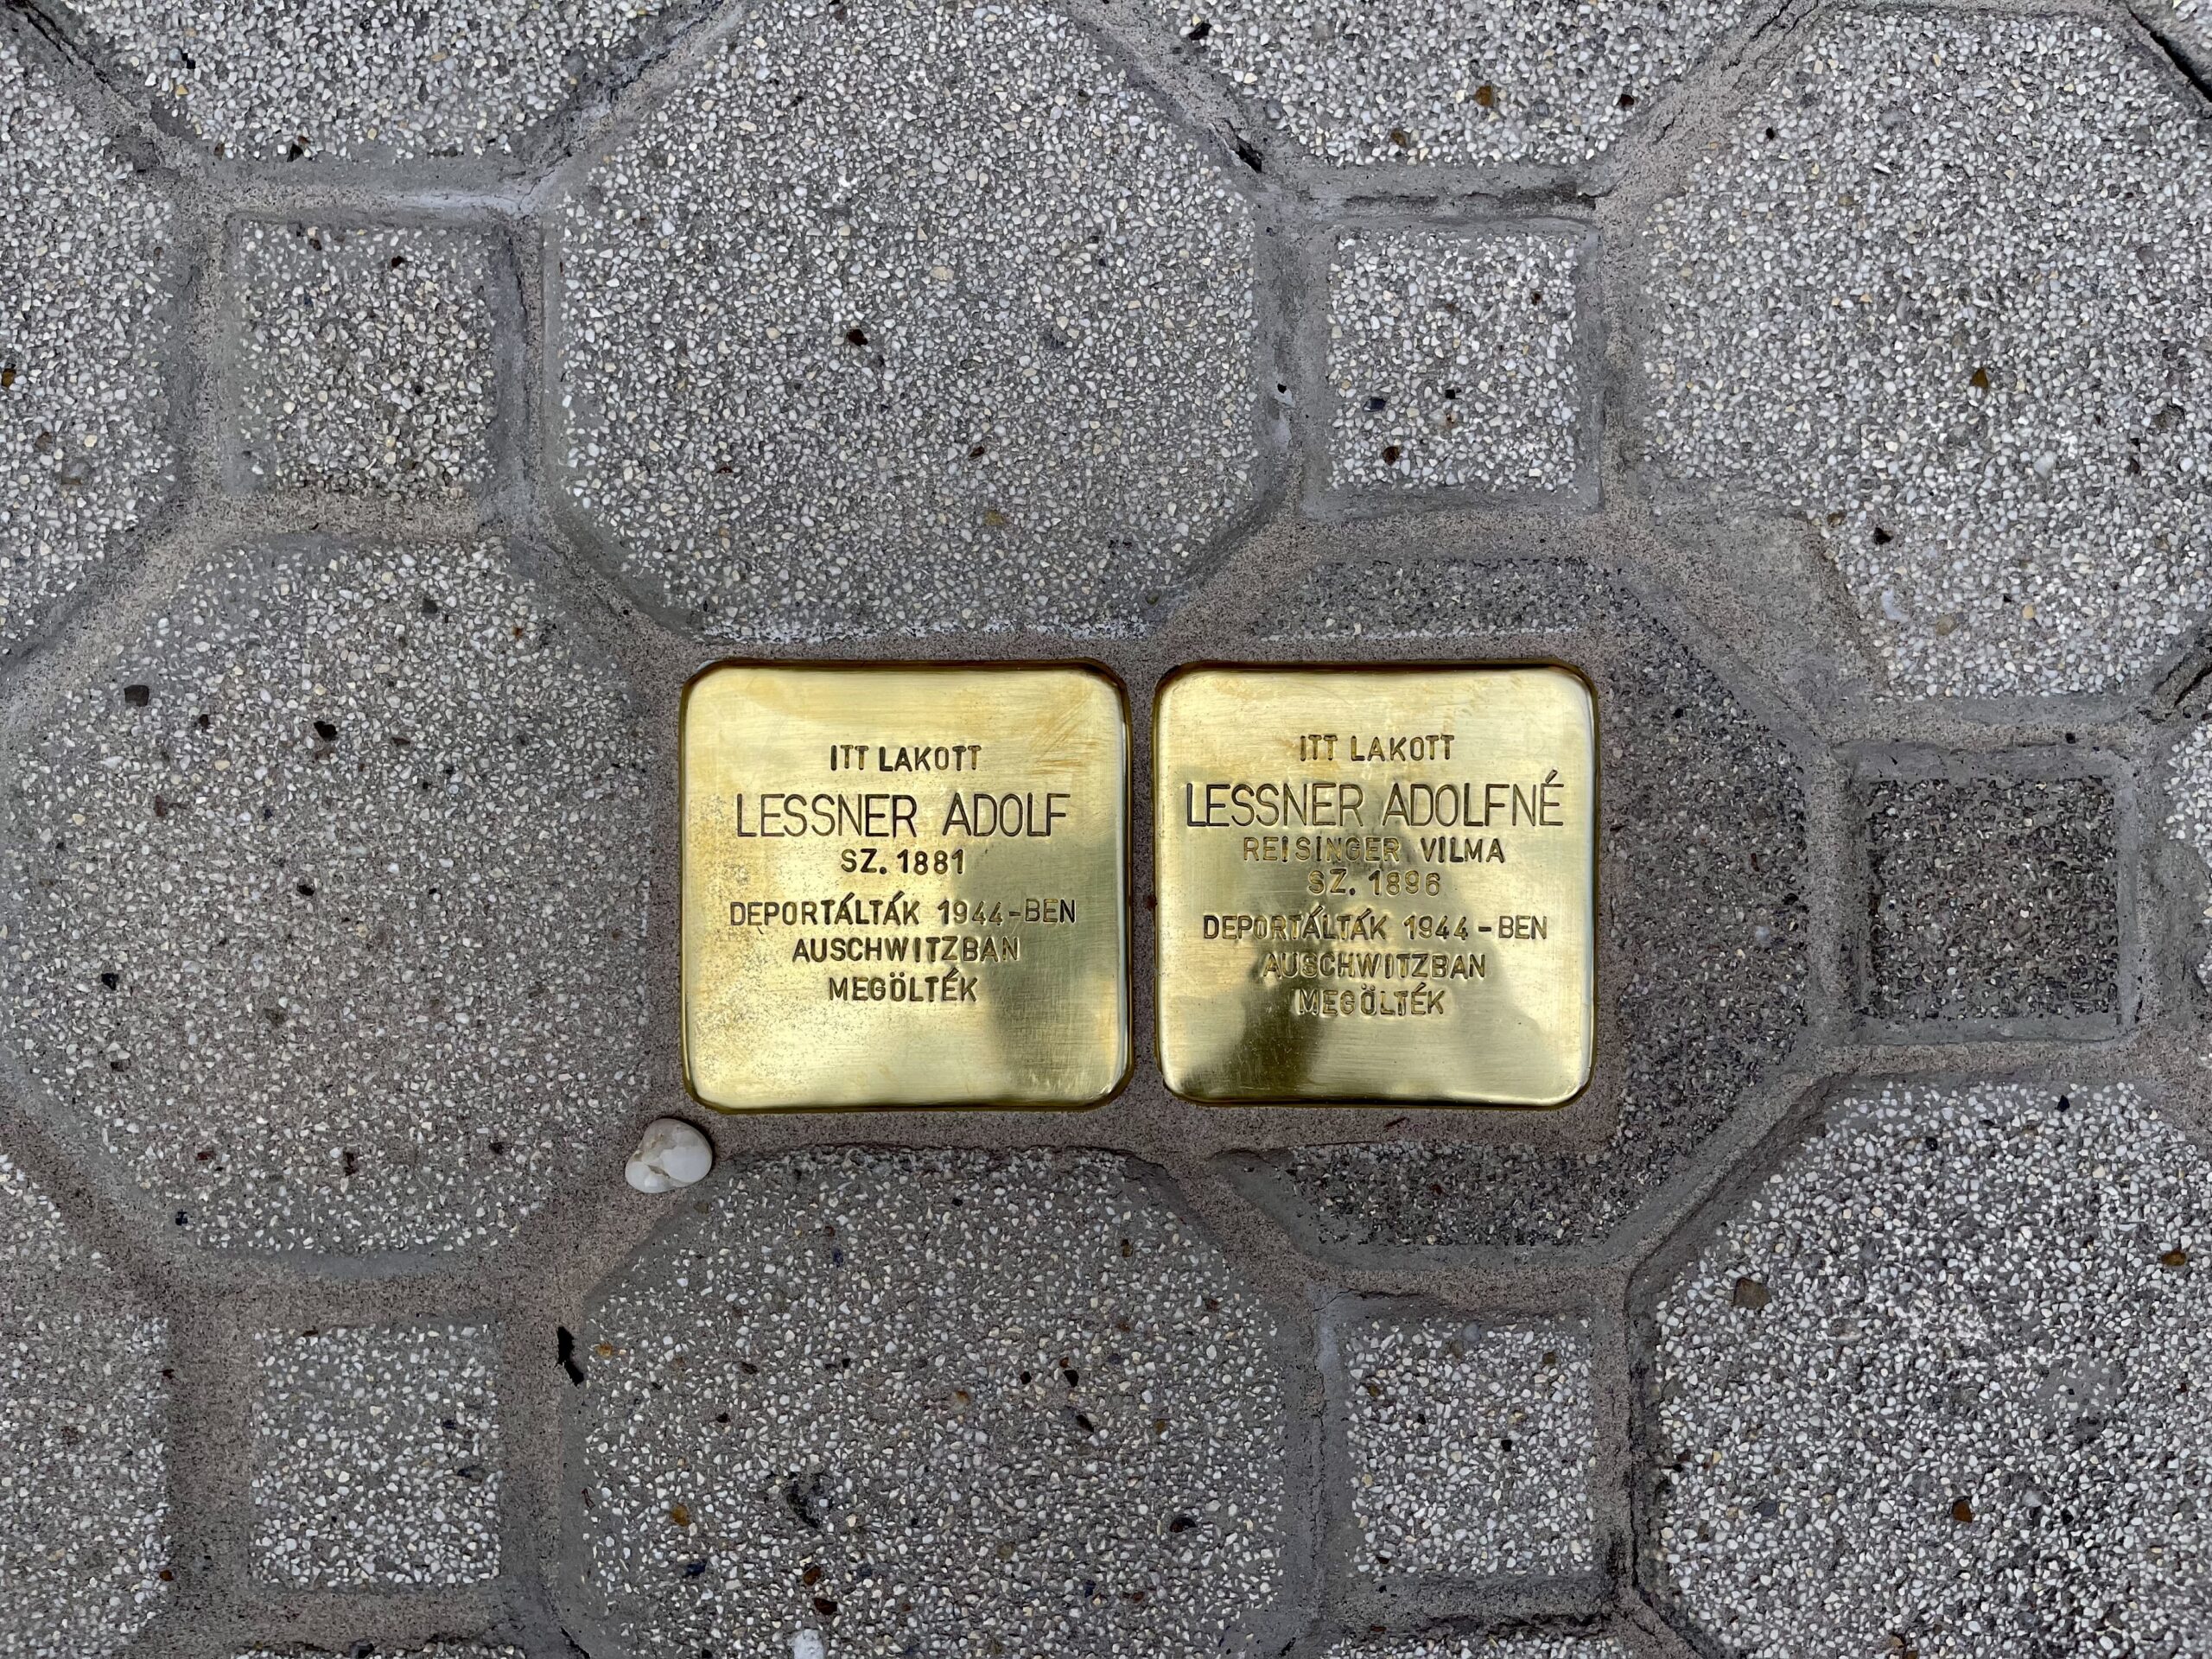 ITT LAKOTT
LESSNER ADOLF
SZ. 1881
DEPORTÁLTÁK 1944-BEN
AUSCHWITZBAN
MEGÖLTÉK
ITT LAKOTT
LESSNER ADOLFNÉ
REISINGER VILMA
SZ. 1896
DEPORTÁLTÁK 1944-BEN
AUSCHWITZBAN
MEGÖLTÉK